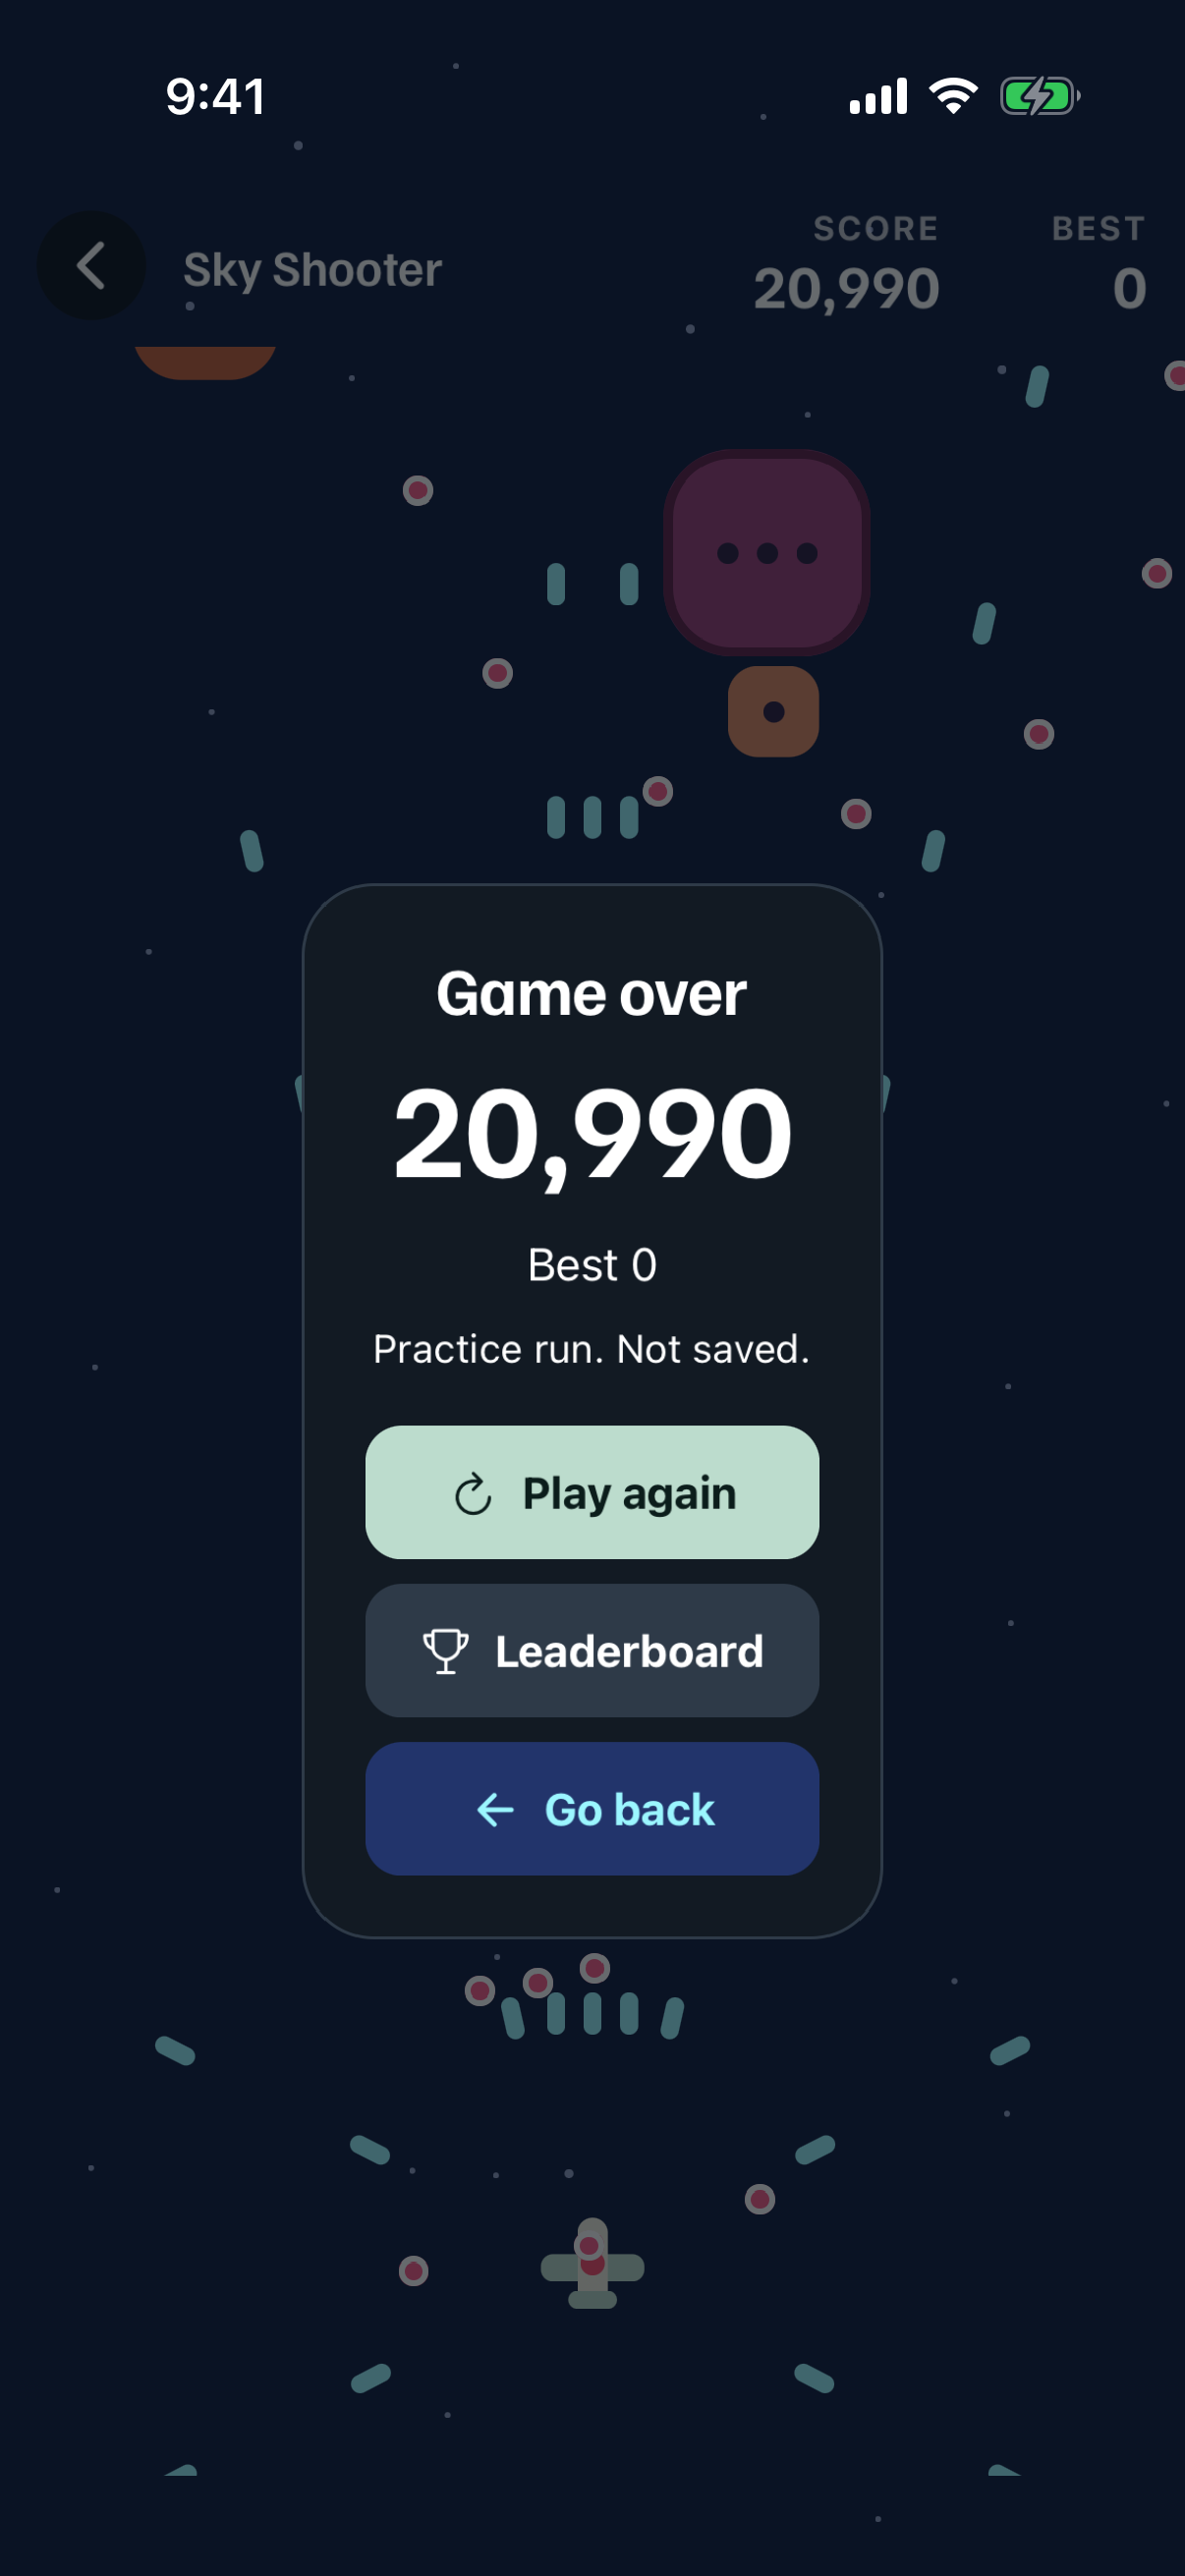 9:41
Sky Shooter
SCORE
20,990
BEST
0
Game over
20,990
Best 0
Practice run. Not saved.
Play again
Leaderboard
Go back